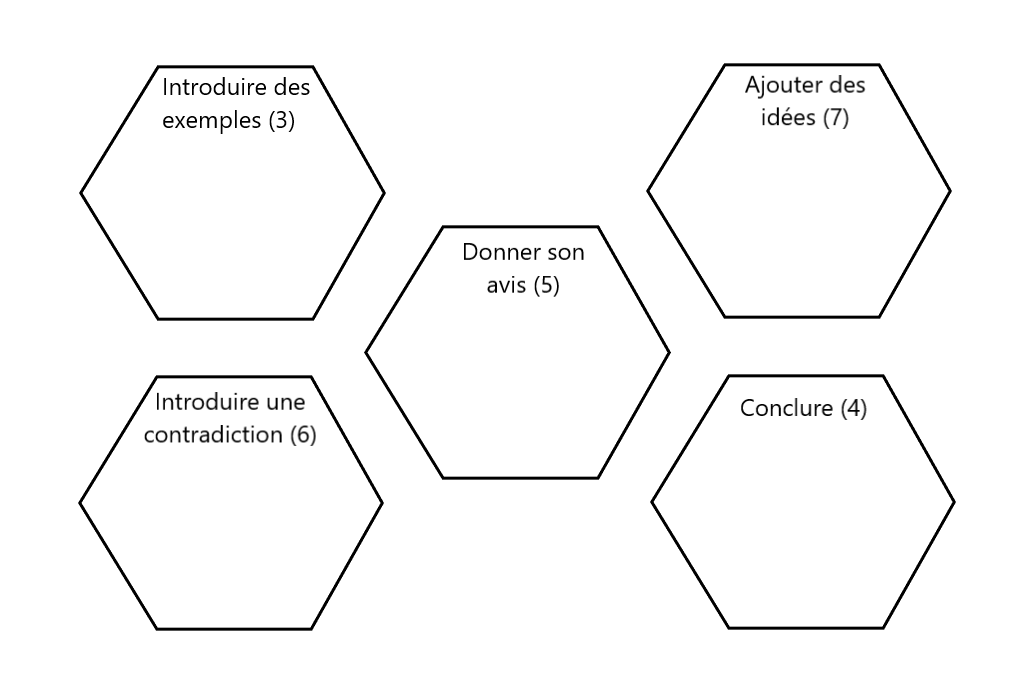 Introduire des
exemples (3)
Ajouter des
idées (7)
Donner son
avis (5)
Introduire une
contradiction (6)
Conclure (4)